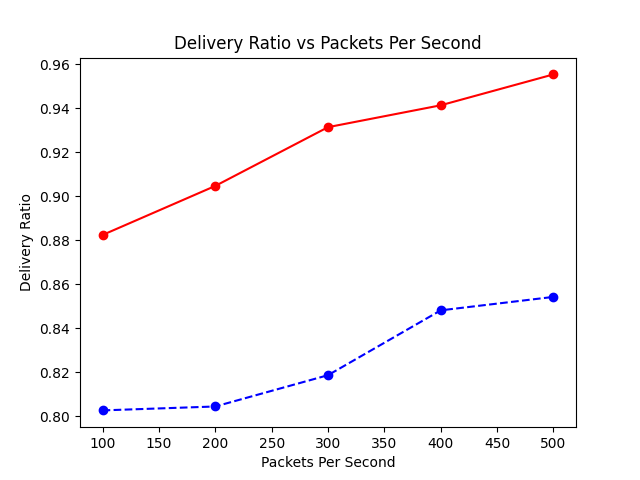 Delivery Ratio vs Packets Per Second
0.96
0.94
0.92
0.90
0.88
0.86
0.84
0.82
0.80
Delivery Ratio
100 150 200 250 300 350 400 450 500
Packets Per Second